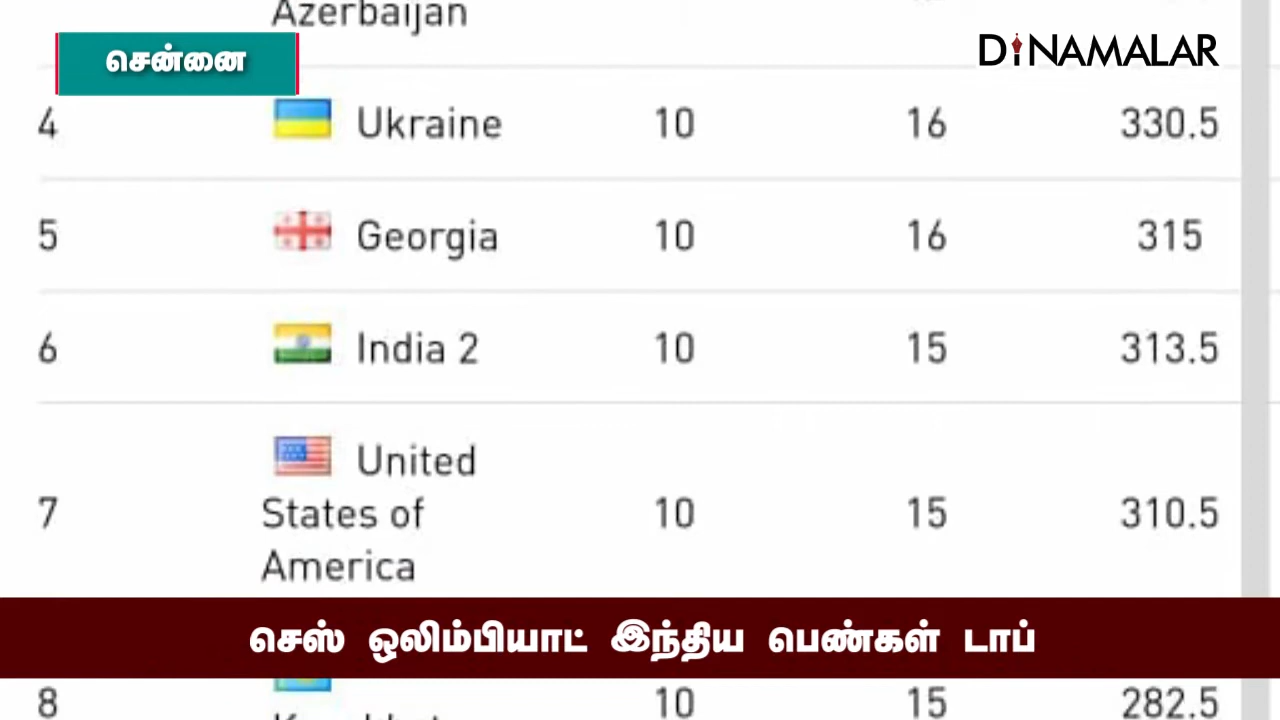 Azerbaijan
சென்னை
DINAMALAR
4 Ukraine 10 16 330.5
5 Georgia 10 16 315
6 India 2 10 15 313.5
United
7 States of 10 15 310.5
America
செஸ் ஒலிம்பியாட் இந்திய பெண்கள் டாப்
8 10 15 282.5